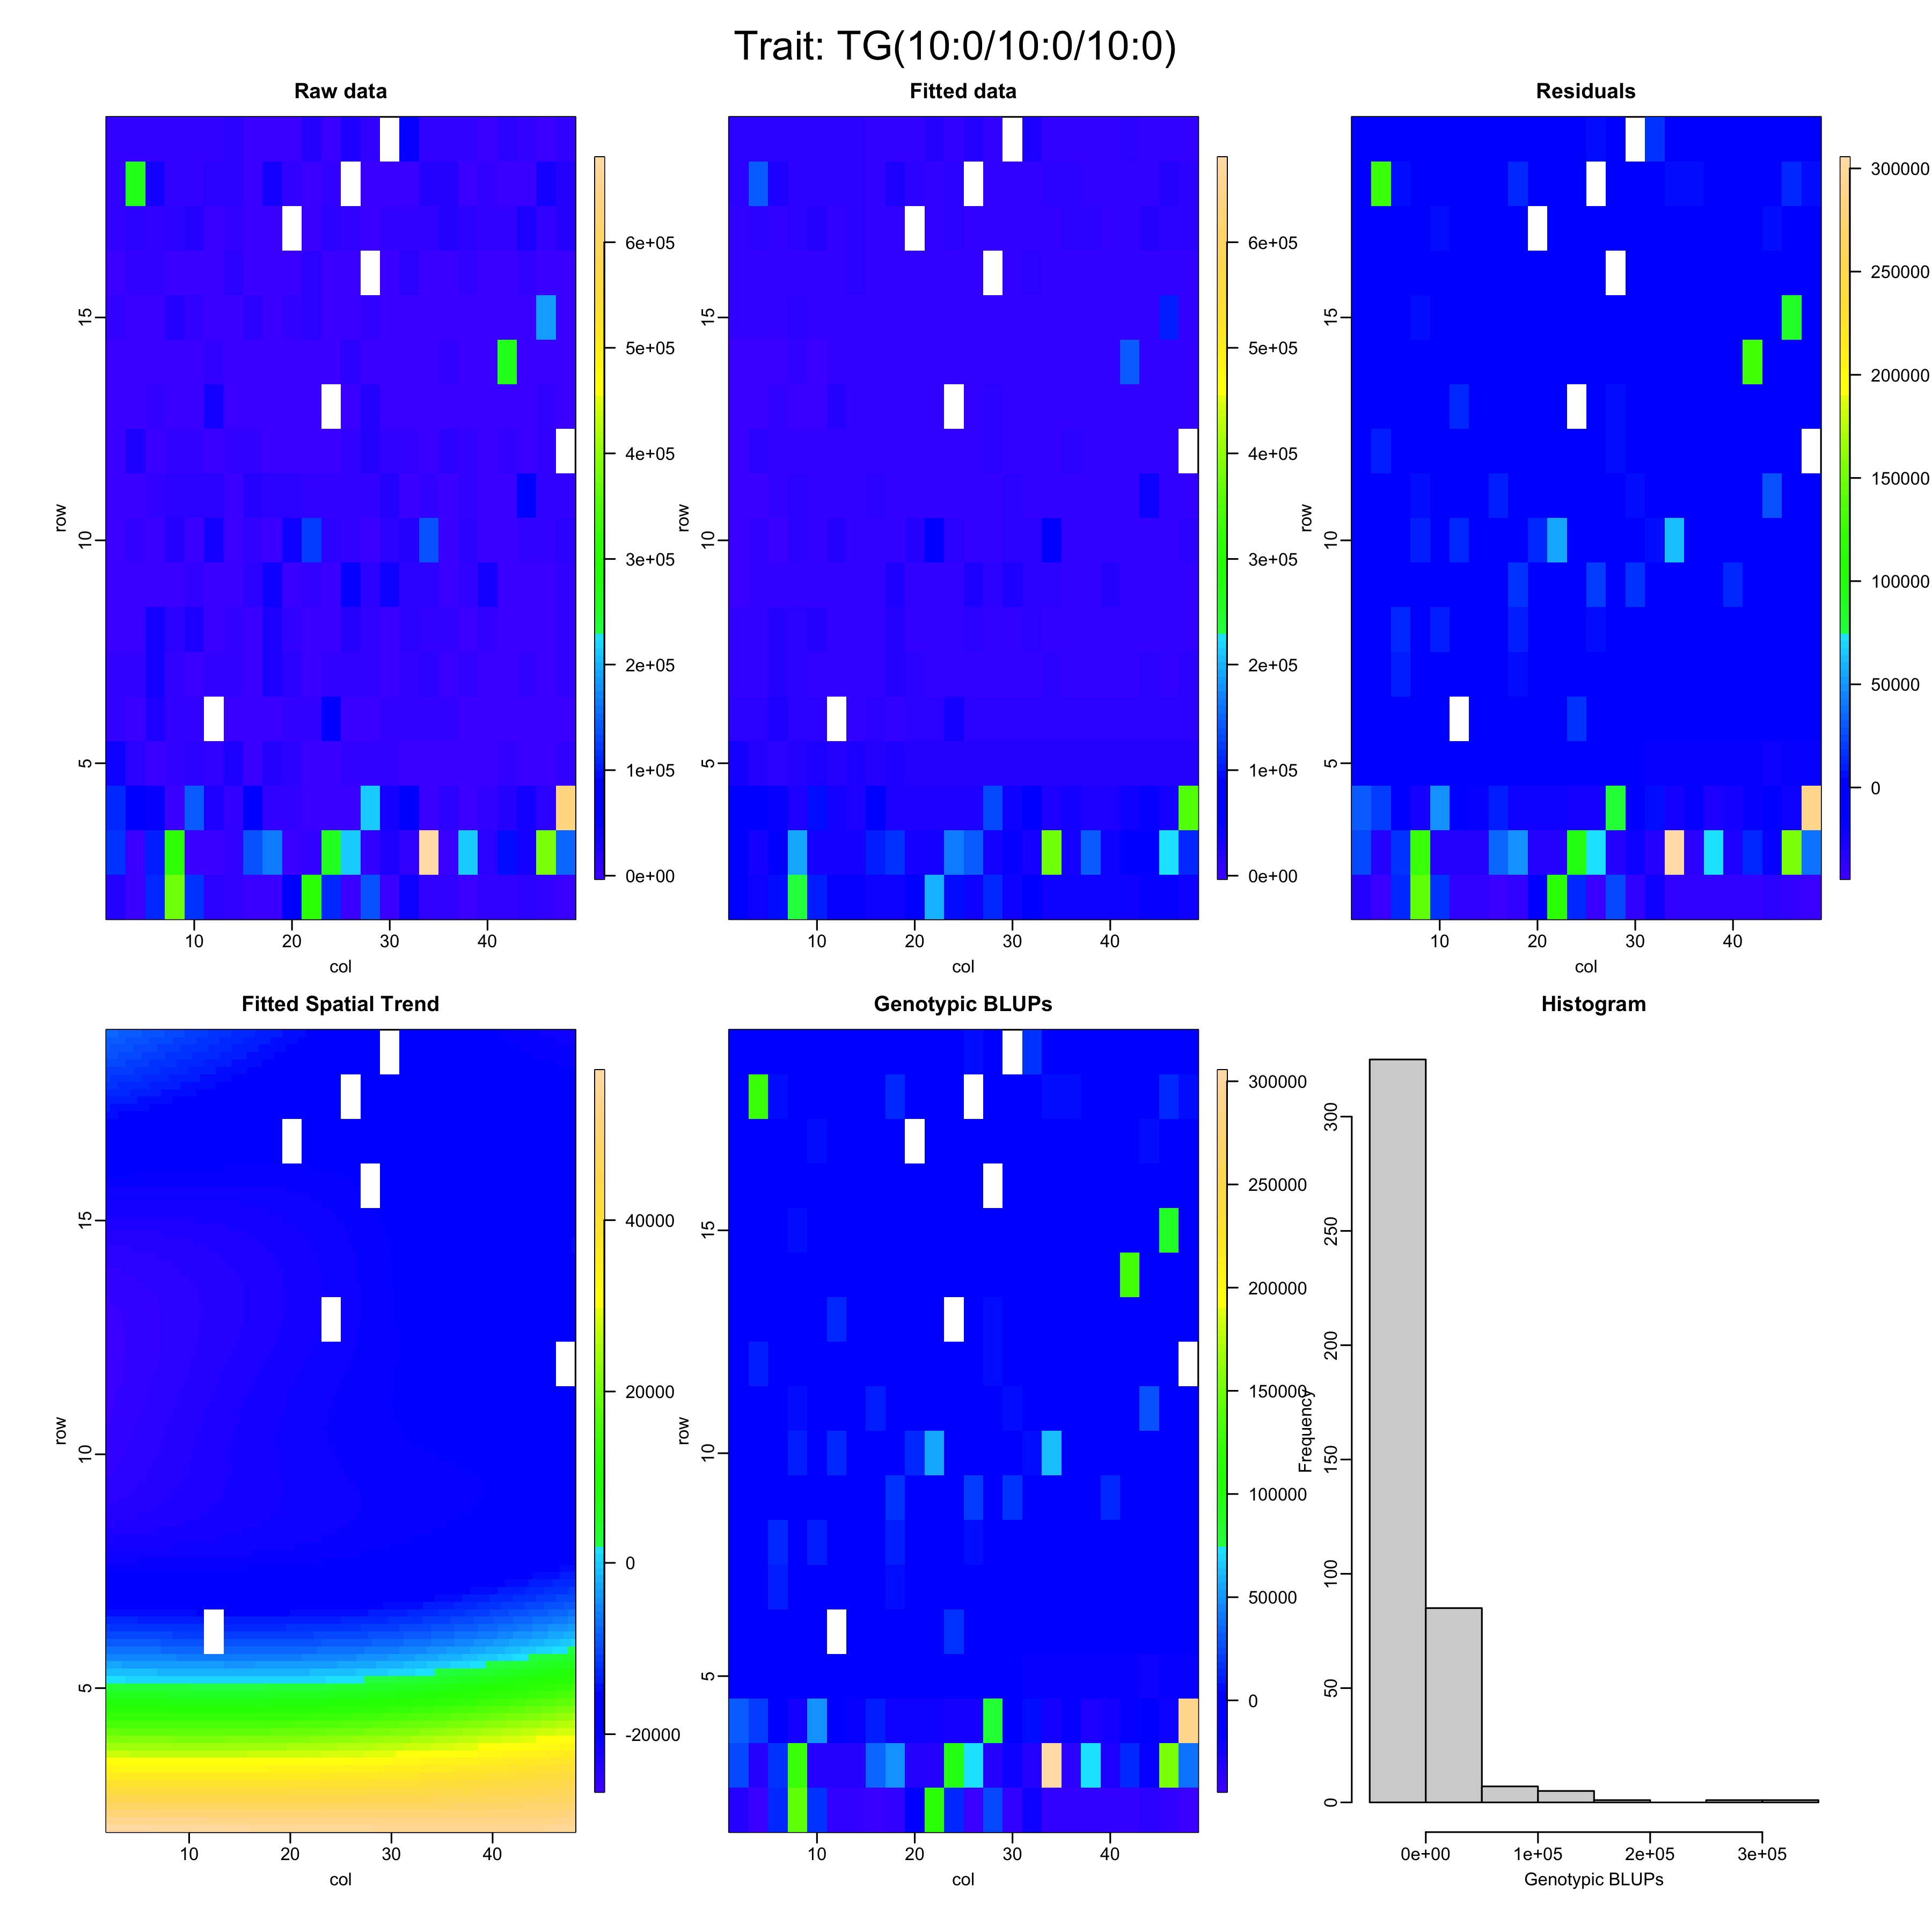 Trait: TG(10:0/10:0/10:0)
Raw data
row
5
10
15
10
20
30
40
col
6e+05
5e+05
4e+05
3e+05
2e+05
1e+05
0e+00
Fitted data
row
5
10
15
10
20
30
40
col
6e+05
5e+05
4e+05
3e+05
2e+05
1e+05
0e+00
Residuals
row
5
10
15
10
20
30
40
col
300000
250000
200000
150000
100000
50000
0
Fitted Spatial Trend
row
5
10
15
10
20
30
40
col
40000
20000
0
-20000
Genotypic BLUPs
row
5
10
15
10
20
30
40
col
300000
250000
200000
150000
100000
50000
0
Histogram
Frequency
0
50
100
150
200
250
300
0e+00
1e+05
2e+05
3e+05
Genotypic BLUPs